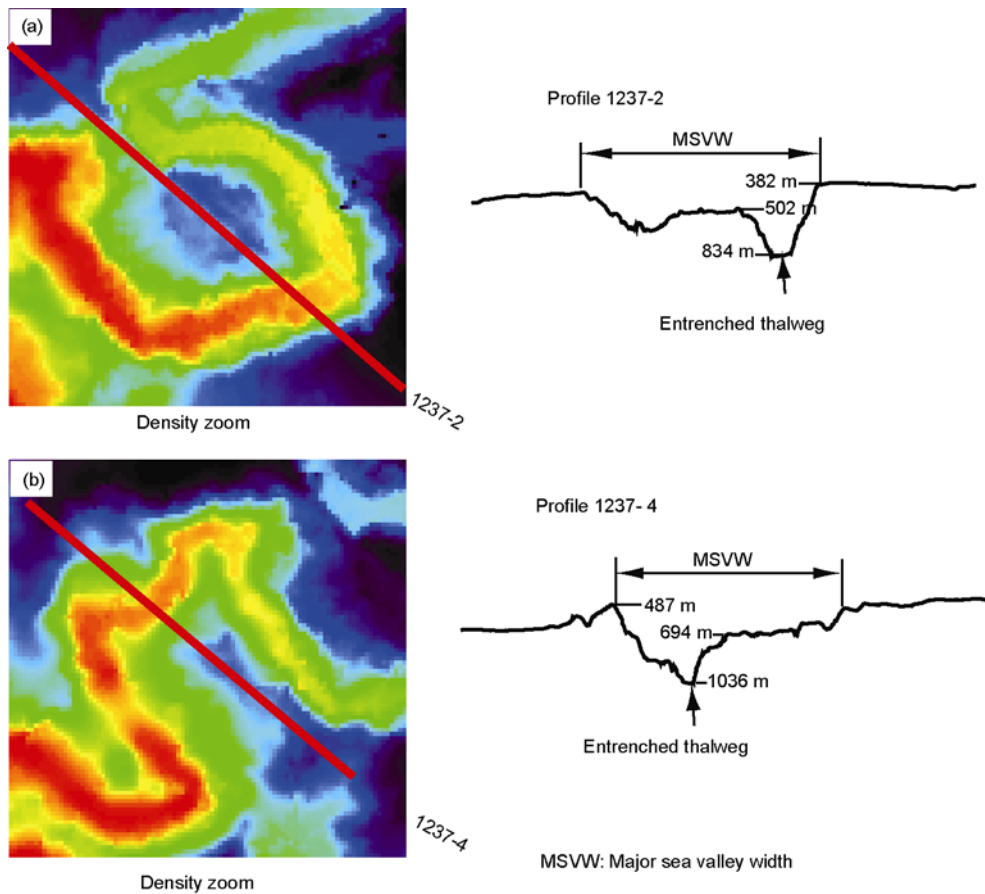 (a)
Profile 1237-2
MSVW
382 m
502 m
834 m
Entrenched thalweg
1237-2
Density zoom
(b)
Profile 1237- 4
MSVW
487 m
694 m
1036 m
Entrenched thalweg
1237-4
MSVW: Major sea valley width
Density zoom